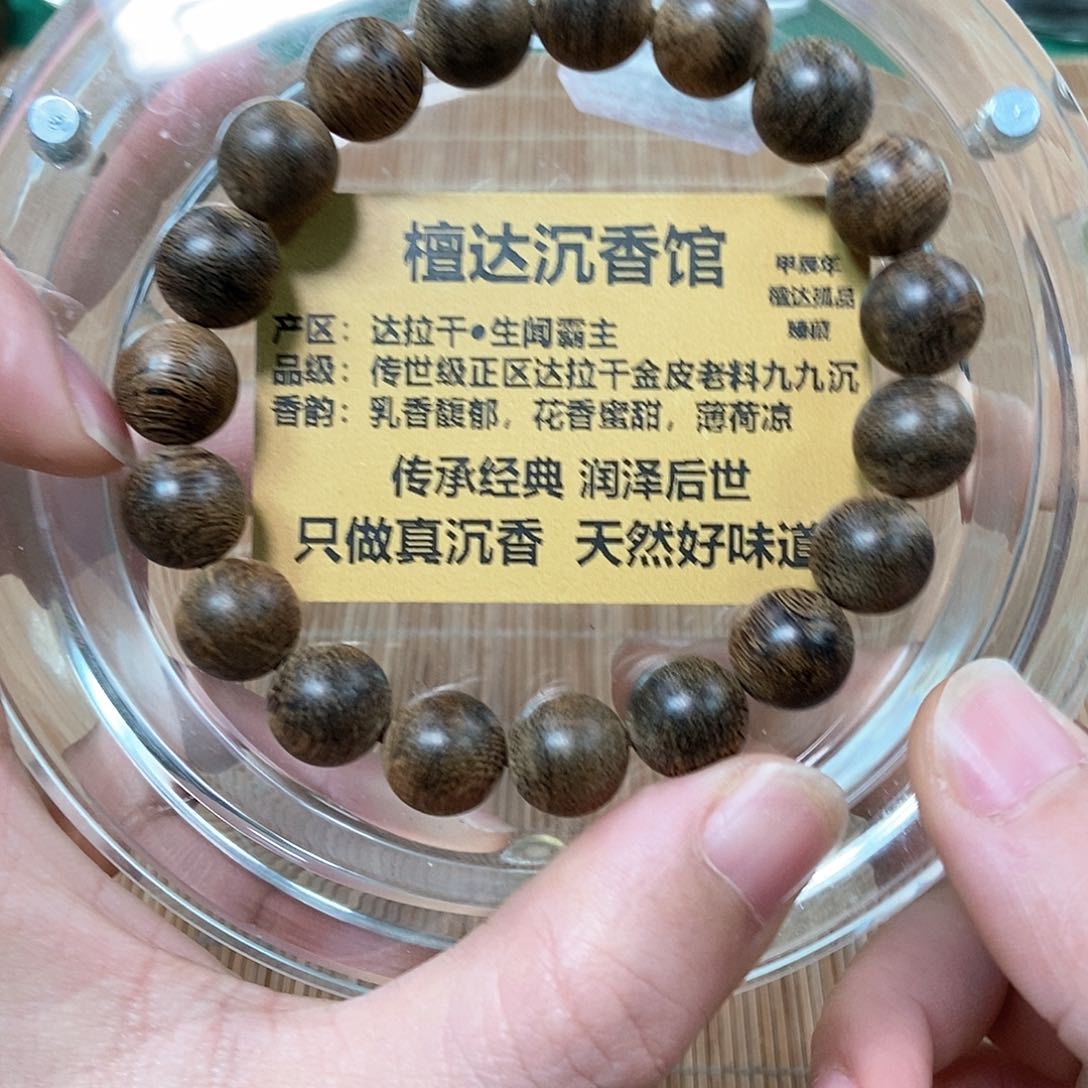 檀达沉香馆
甲辰年
檀达孤品
臻藏
产区：达拉干•生闻霸主
品级：传世级正区达拉干金皮老料九九沉
香韵：乳香馥郁，花香蜜甜，薄荷凉
传承经典 润泽后世
只做真沉香 天然好味道